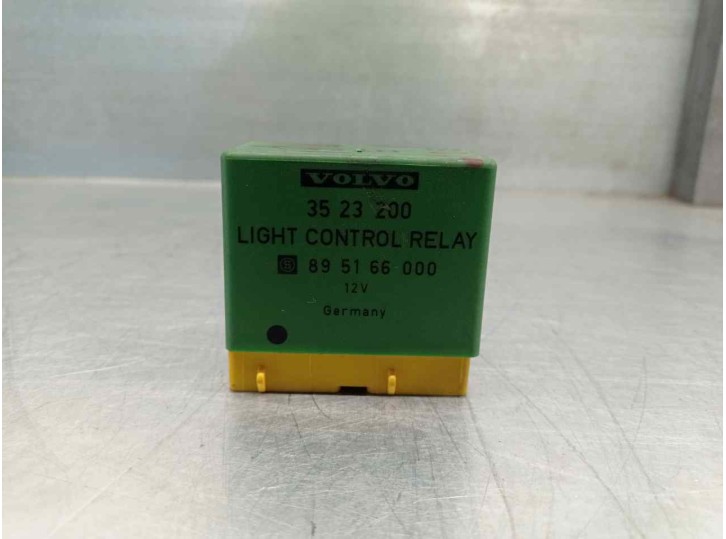 VOLVO
35 23 200
LIGHT CONTROL RELAY
89 51 66 000
12V
Germany